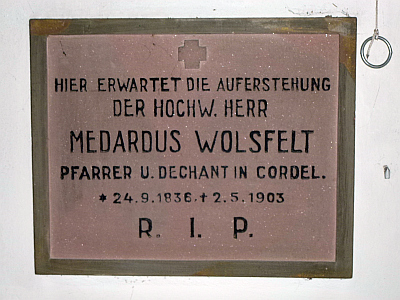 HIER ERWARTET DIE AUFERSTEHUNG
DER HOCHW. HERR
MEDARDUS WOLSFELT
PFARRER U. DECHANT IN CORDEL.
* 24.9.1836. † 2.5.1903
R. I. P.